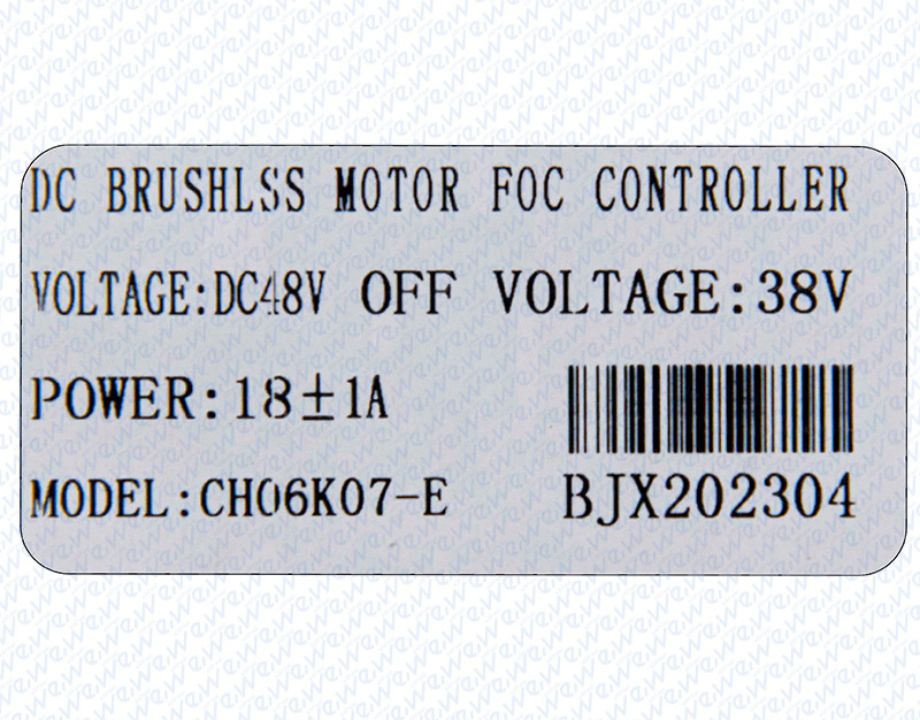 DC BRUSHLSS MOTOR FOC CONTROLLER
VOLTAGE:DC48V OFF VOLTAGE:38V
POWER:18±1A
MODEL:CH06K07-E
BJX202304